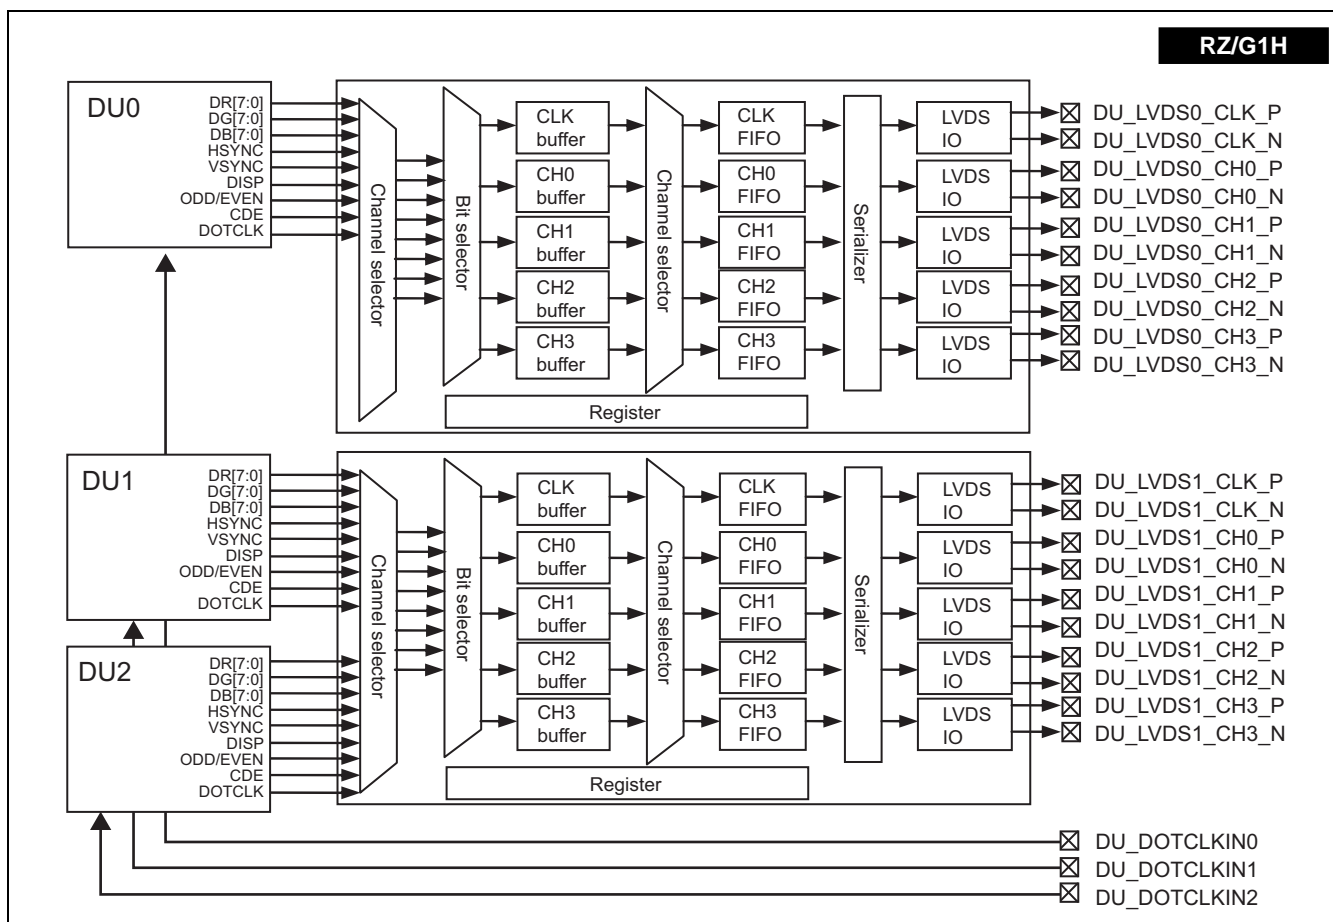 RZ/G1H
DU0
DR[7:0]
DG[7:0]
DB[7:0]
HSYNC
VSYNC
DISP
ODD/EVEN
CDE
DOTCLK
Channel selector
Bit selector
CLK
buffer
CH0
buffer
CH1
buffer
CH2
buffer
CH3
buffer
Channel selector
CLK
FIFO
CH0
FIFO
CH1
FIFO
CH2
FIFO
CH3
FIFO
Serializer
LVDS
IO
LVDS
IO
LVDS
IO
LVDS
IO
LVDS
IO
Register
DU_LVDS0_CLK_P
DU_LVDS0_CLK_N
DU_LVDS0_CH0_P
DU_LVDS0_CH0_N
DU_LVDS0_CH1_P
DU_LVDS0_CH1_N
DU_LVDS0_CH2_P
DU_LVDS0_CH2_N
DU_LVDS0_CH3_P
DU_LVDS0_CH3_N
DU1
DR[7:0]
DG[7:0]
DB[7:0]
HSYNC
VSYNC
DISP
ODD/EVEN
CDE
DOTCLK
DU2
DR[7:0]
DG[7:0]
DB[7:0]
HSYNC
VSYNC
DISP
ODD/EVEN
CDE
DOTCLK
Channel selector
Bit selector
CLK
buffer
CH0
buffer
CH1
buffer
CH2
buffer
CH3
buffer
Channel selector
CLK
FIFO
CH0
FIFO
CH1
FIFO
CH2
FIFO
CH3
FIFO
Serializer
LVDS
IO
LVDS
IO
LVDS
IO
LVDS
IO
LVDS
IO
Register
DU_LVDS1_CLK_P
DU_LVDS1_CLK_N
DU_LVDS1_CH0_P
DU_LVDS1_CH0_N
DU_LVDS1_CH1_P
DU_LVDS1_CH1_N
DU_LVDS1_CH2_P
DU_LVDS1_CH2_N
DU_LVDS1_CH3_P
DU_LVDS1_CH3_N
DU_DOTCLKIN0
DU_DOTCLKIN1
DU_DOTCLKIN2